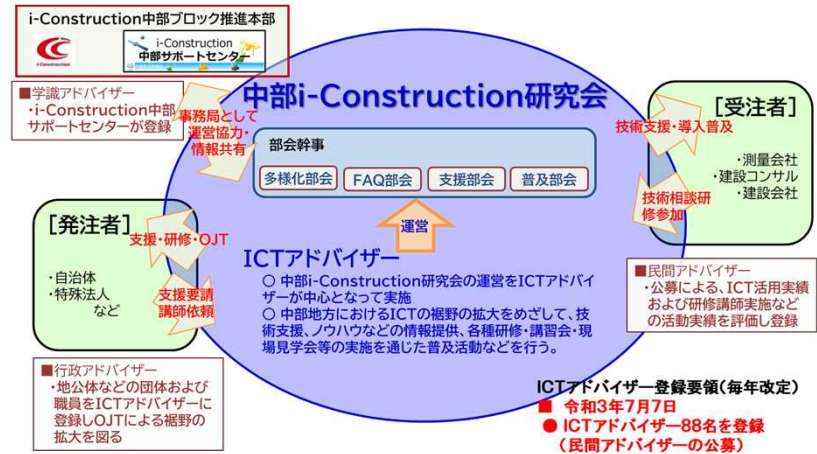 i-Construction中部ブロック推進本部
i-Construction
i-Construction
中部サポートセンター
■学識アドバイザー
・i-Construction中部
サポートセンターが登録
事務局として
運営協力・
情報共有
中部i-Construction研究会
部会幹事
多様化部会
FAQ部会
支援部会
普及部会
運営
[受注者]
技術支援・導入普及
・測量会社
・建設コンサル
・建設会社
技術相談研
修参加
[発注者]
支援・研修・OJT
・自治体
・特殊法人
など
支援要請
講師依頼
ICTアドバイザー
○ 中部i-Construction研究会の運営をICTアドバイ
ザーが中心となって実施
○ 中部地方におけるICTの裾野の拡大をめざして、技
術支援、ノウハウなどの情報提供、各種研修・講習会・現
場見学会等の実施を通じた普及活動などを行う。
■民間アドバイザー
・公募による、ICT活用実績
および研修講師実施など
の活動実績を評価し登録
■行政アドバイザー
・地公体などの団体および
職員をICTアドバイザーに
登録しOJTによる裾野の
拡大を図る
ICTアドバイザー登録要領(毎年改定)
■ 令和3年7月7日
● ICTアドバイザー88名を登録
(民間アドバイザーの公募)